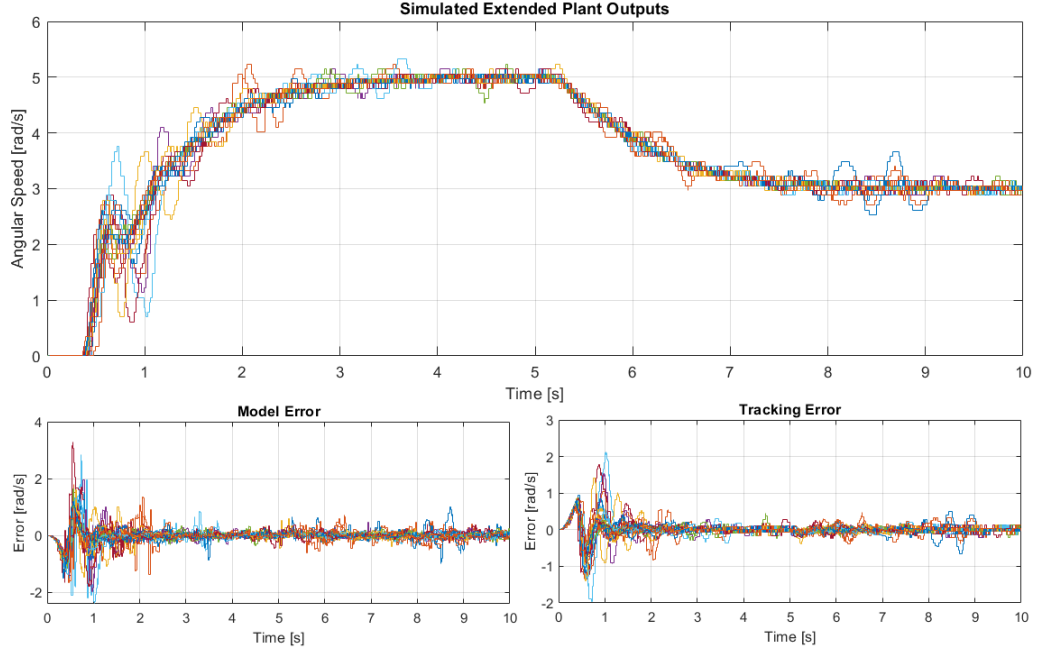 Simulated Extended Plant Outputs
Angular Speed [rad/s]
6
5
4
3
2
1
0
0 1 2 3 4 5 6 7 8 9 10
Time [s]
Model Error
Error [rad/s]
4
2
0
-2
0 1 2 3 4 5 6 7 8 9 10
Time [s]
Tracking Error
Error [rad/s]
3
2
1
0
-1
-2
0 1 2 3 4 5 6 7 8 9 10
Time [s]